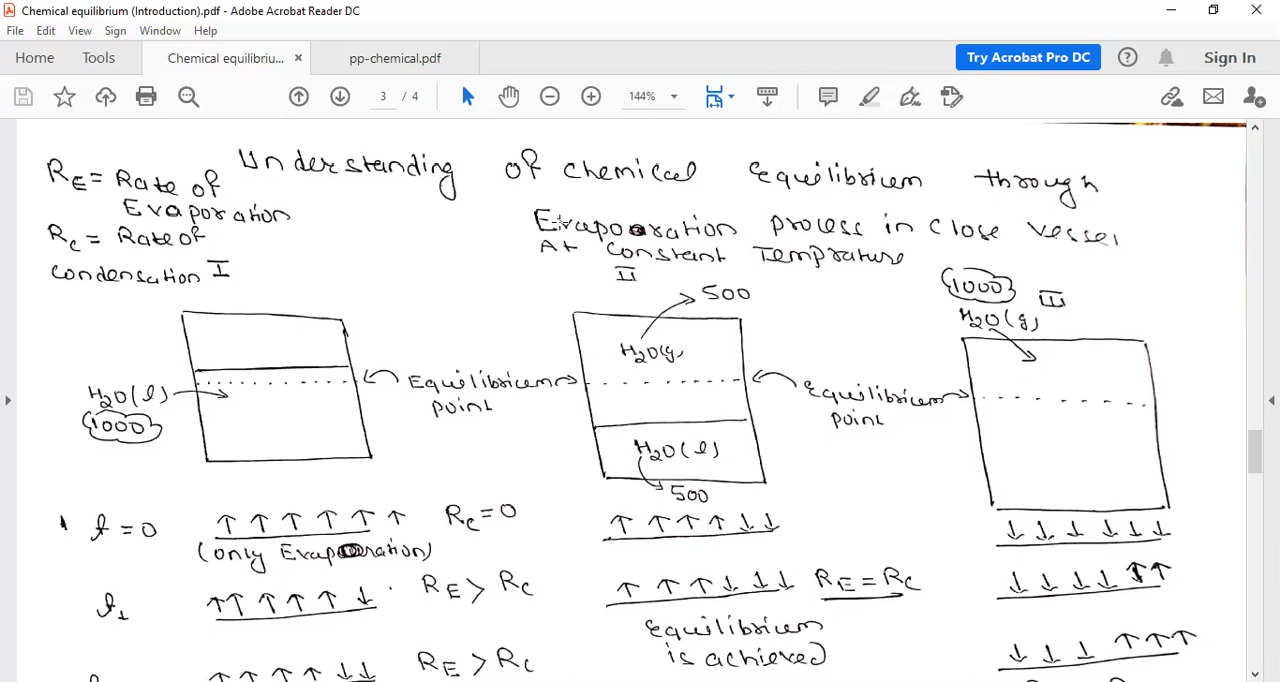 Chemical equilibrium (Introduction).pdf - Adobe Acrobat Reader DC
File Edit View Sign Window Help
Home Tools Chemical equilibriu... × pp-chemical.pdf Try Acrobat Pro DC Sign In
3 / 4 144%
Understanding of chemical Equilibrium through
Evaporation process in close vessel
At constant Temprature
RE = Rate of
Evaporation
Rc = Rate of
condensation
I
II
III
H2O(l)
1000
Equilibrium
point
500
H2O(g)
H2O(l)
500
Equilibrium
point
1000
H2O(g)
t = 0 ↑ ↑ ↑ ↑ ↑ ↑ Rc = 0 ↑ ↑ ↑ ↑ ↓ ↓ ↓ ↓ ↓ ↓ ↓ ↓
(only Evaporation)
t1 ↑ ↑ ↑ ↑ ↑ ↓ RE > Rc ↑ ↑ ↑ ↓ ↓ ↓ RE = Rc ↓ ↓ ↓ ↓ ↑ ↑
Equilibrium
is achieved
↑ ↑ ↑ ↑ ↓ ↓ RE > Rc ↓ ↓ ↓ ↑ ↑ ↑